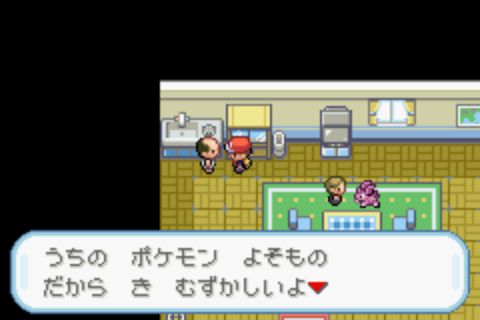 うちの　ポケモン　よそもの
だから　き　むずかしいよ